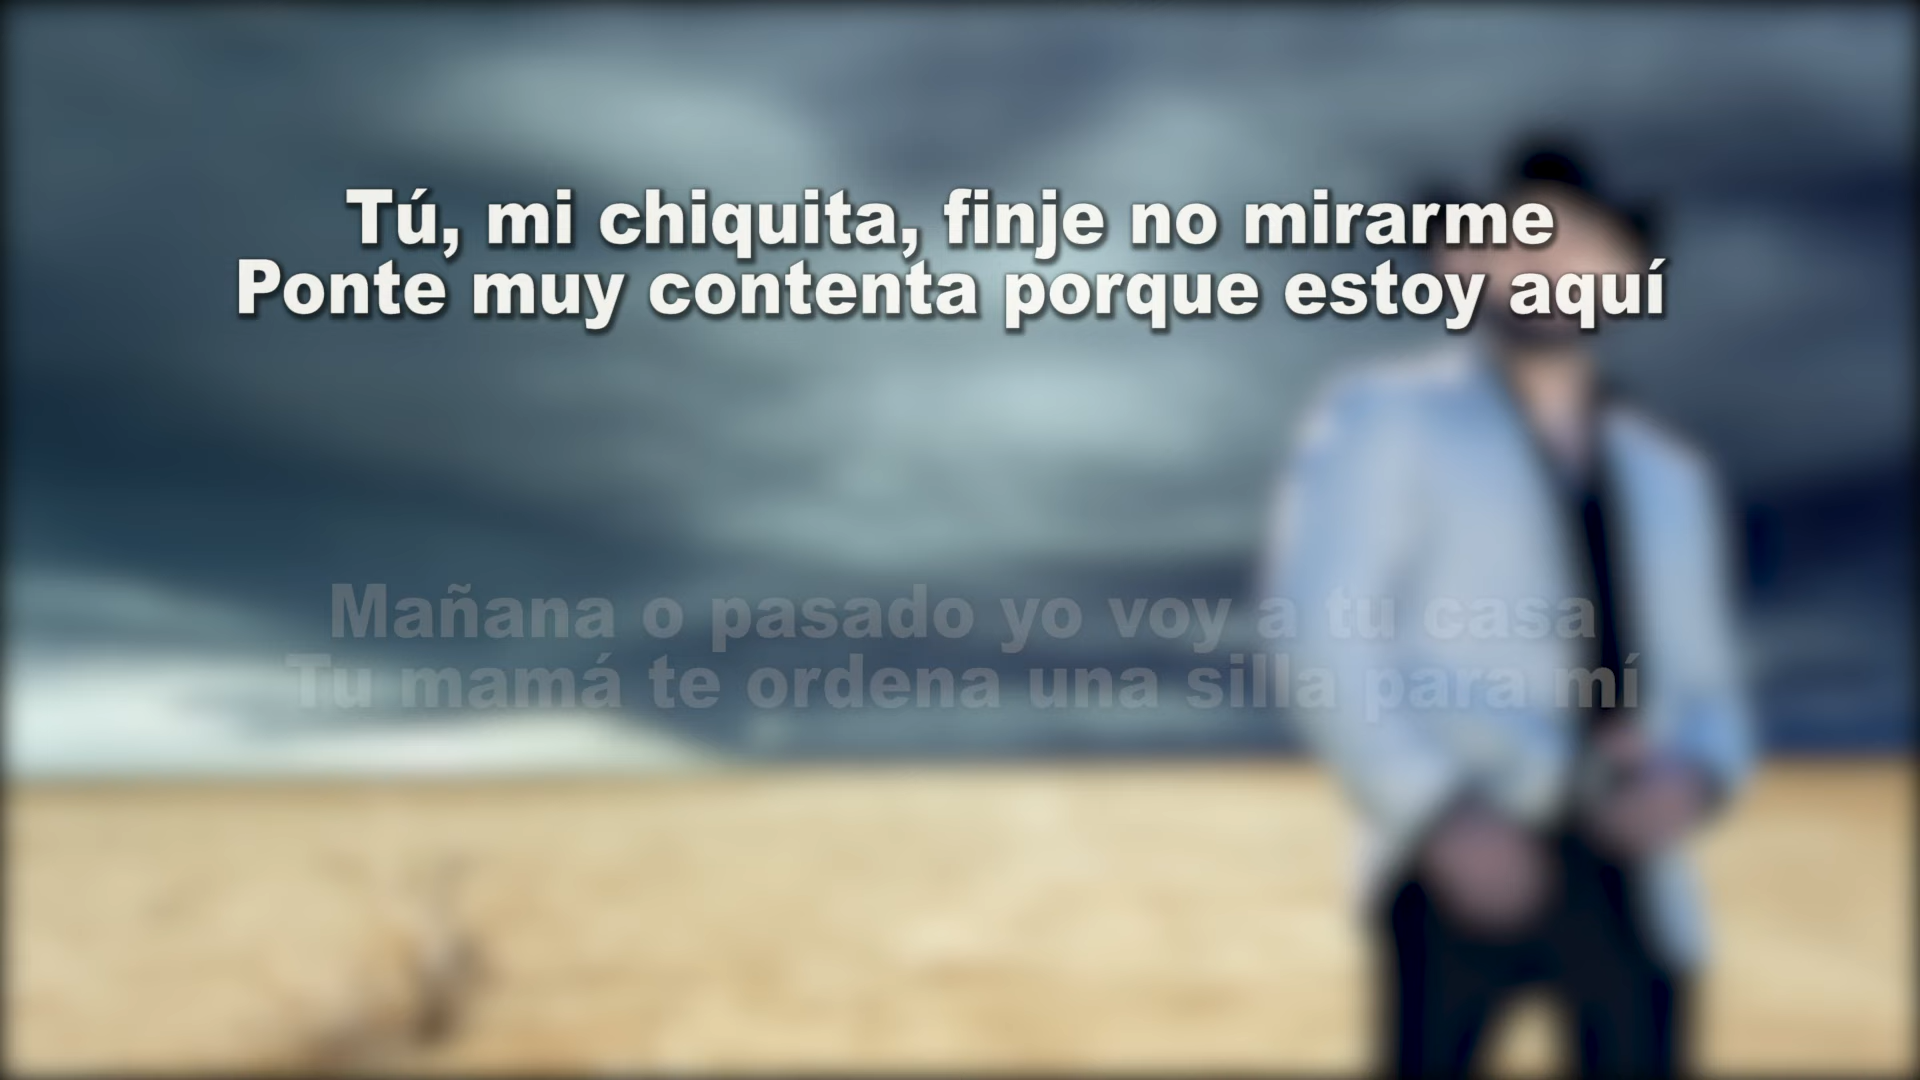 Tú, mi chiquita, finje no mirarme
Ponte muy contenta porque estoy aquí
Mañana o pasado yo voy a tu casa
Tu mamá te ordena una silla para mí